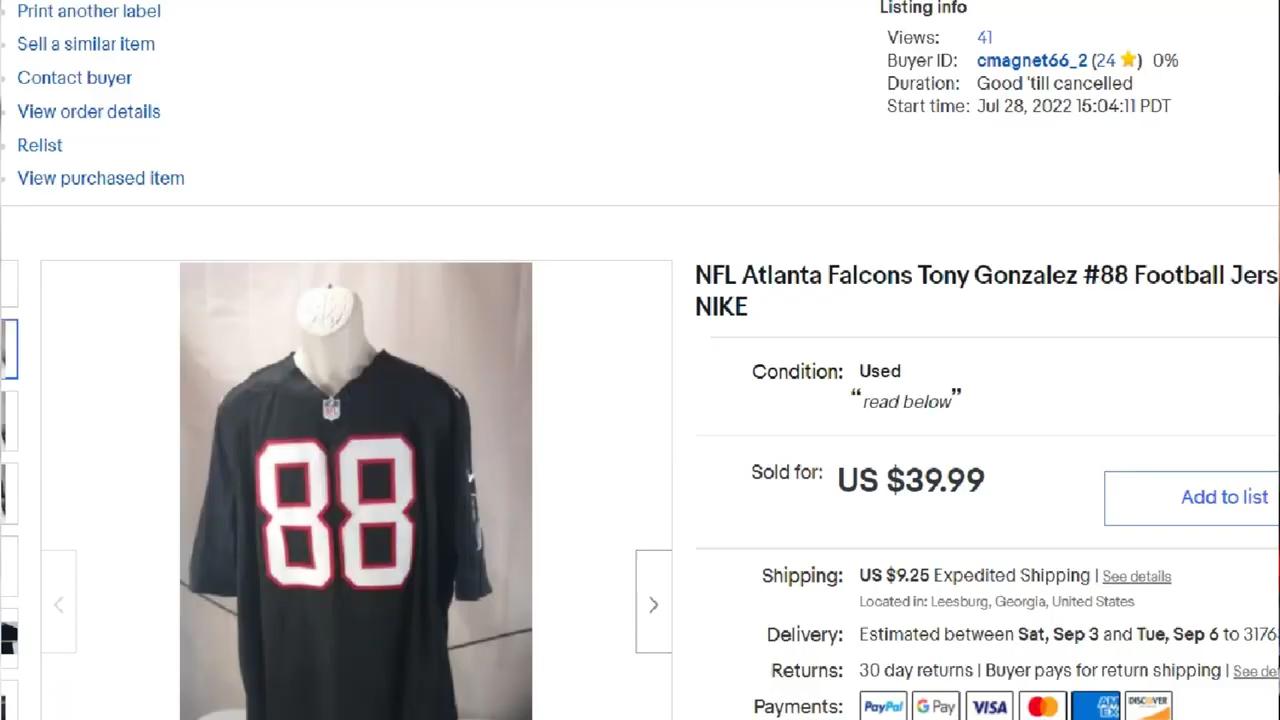 Print another label
Sell a similar item
Contact buyer
View order details
Relist
View purchased item
Listing info
Views: 41
Buyer ID: cmagnet66_2 (24 ⭐) 0%
Duration: Good 'till cancelled
Start time: Jul 28, 2022 15:04:11 PDT
88
NFL Atlanta Falcons Tony Gonzalez #88 Football Jers
NIKE
Condition: Used
“read below”
Sold for: US $39.99
Add to list
Shipping: US $9.25 Expedited Shipping | See details
Located in: Leesburg, Georgia, United States
Delivery: Estimated between Sat, Sep 3 and Tue, Sep 6 to 3176
Returns: 30 day returns | Buyer pays for return shipping | See de
Payments: PayPal G Pay VISA AM EX DISCOVER